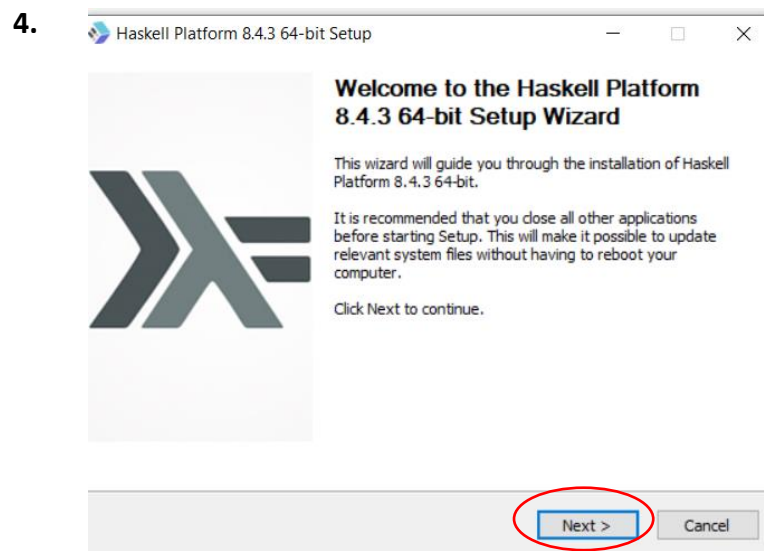 4.
Haskell Platform 8.4.3 64-bit Setup
Welcome to the Haskell Platform
8.4.3 64-bit Setup Wizard
This wizard will guide you through the installation of Haskell
Platform 8.4.3 64-bit.
It is recommended that you close all other applications
before starting Setup. This will make it possible to update
relevant system files without having to reboot your
computer.
Click Next to continue.
Next >
Cancel